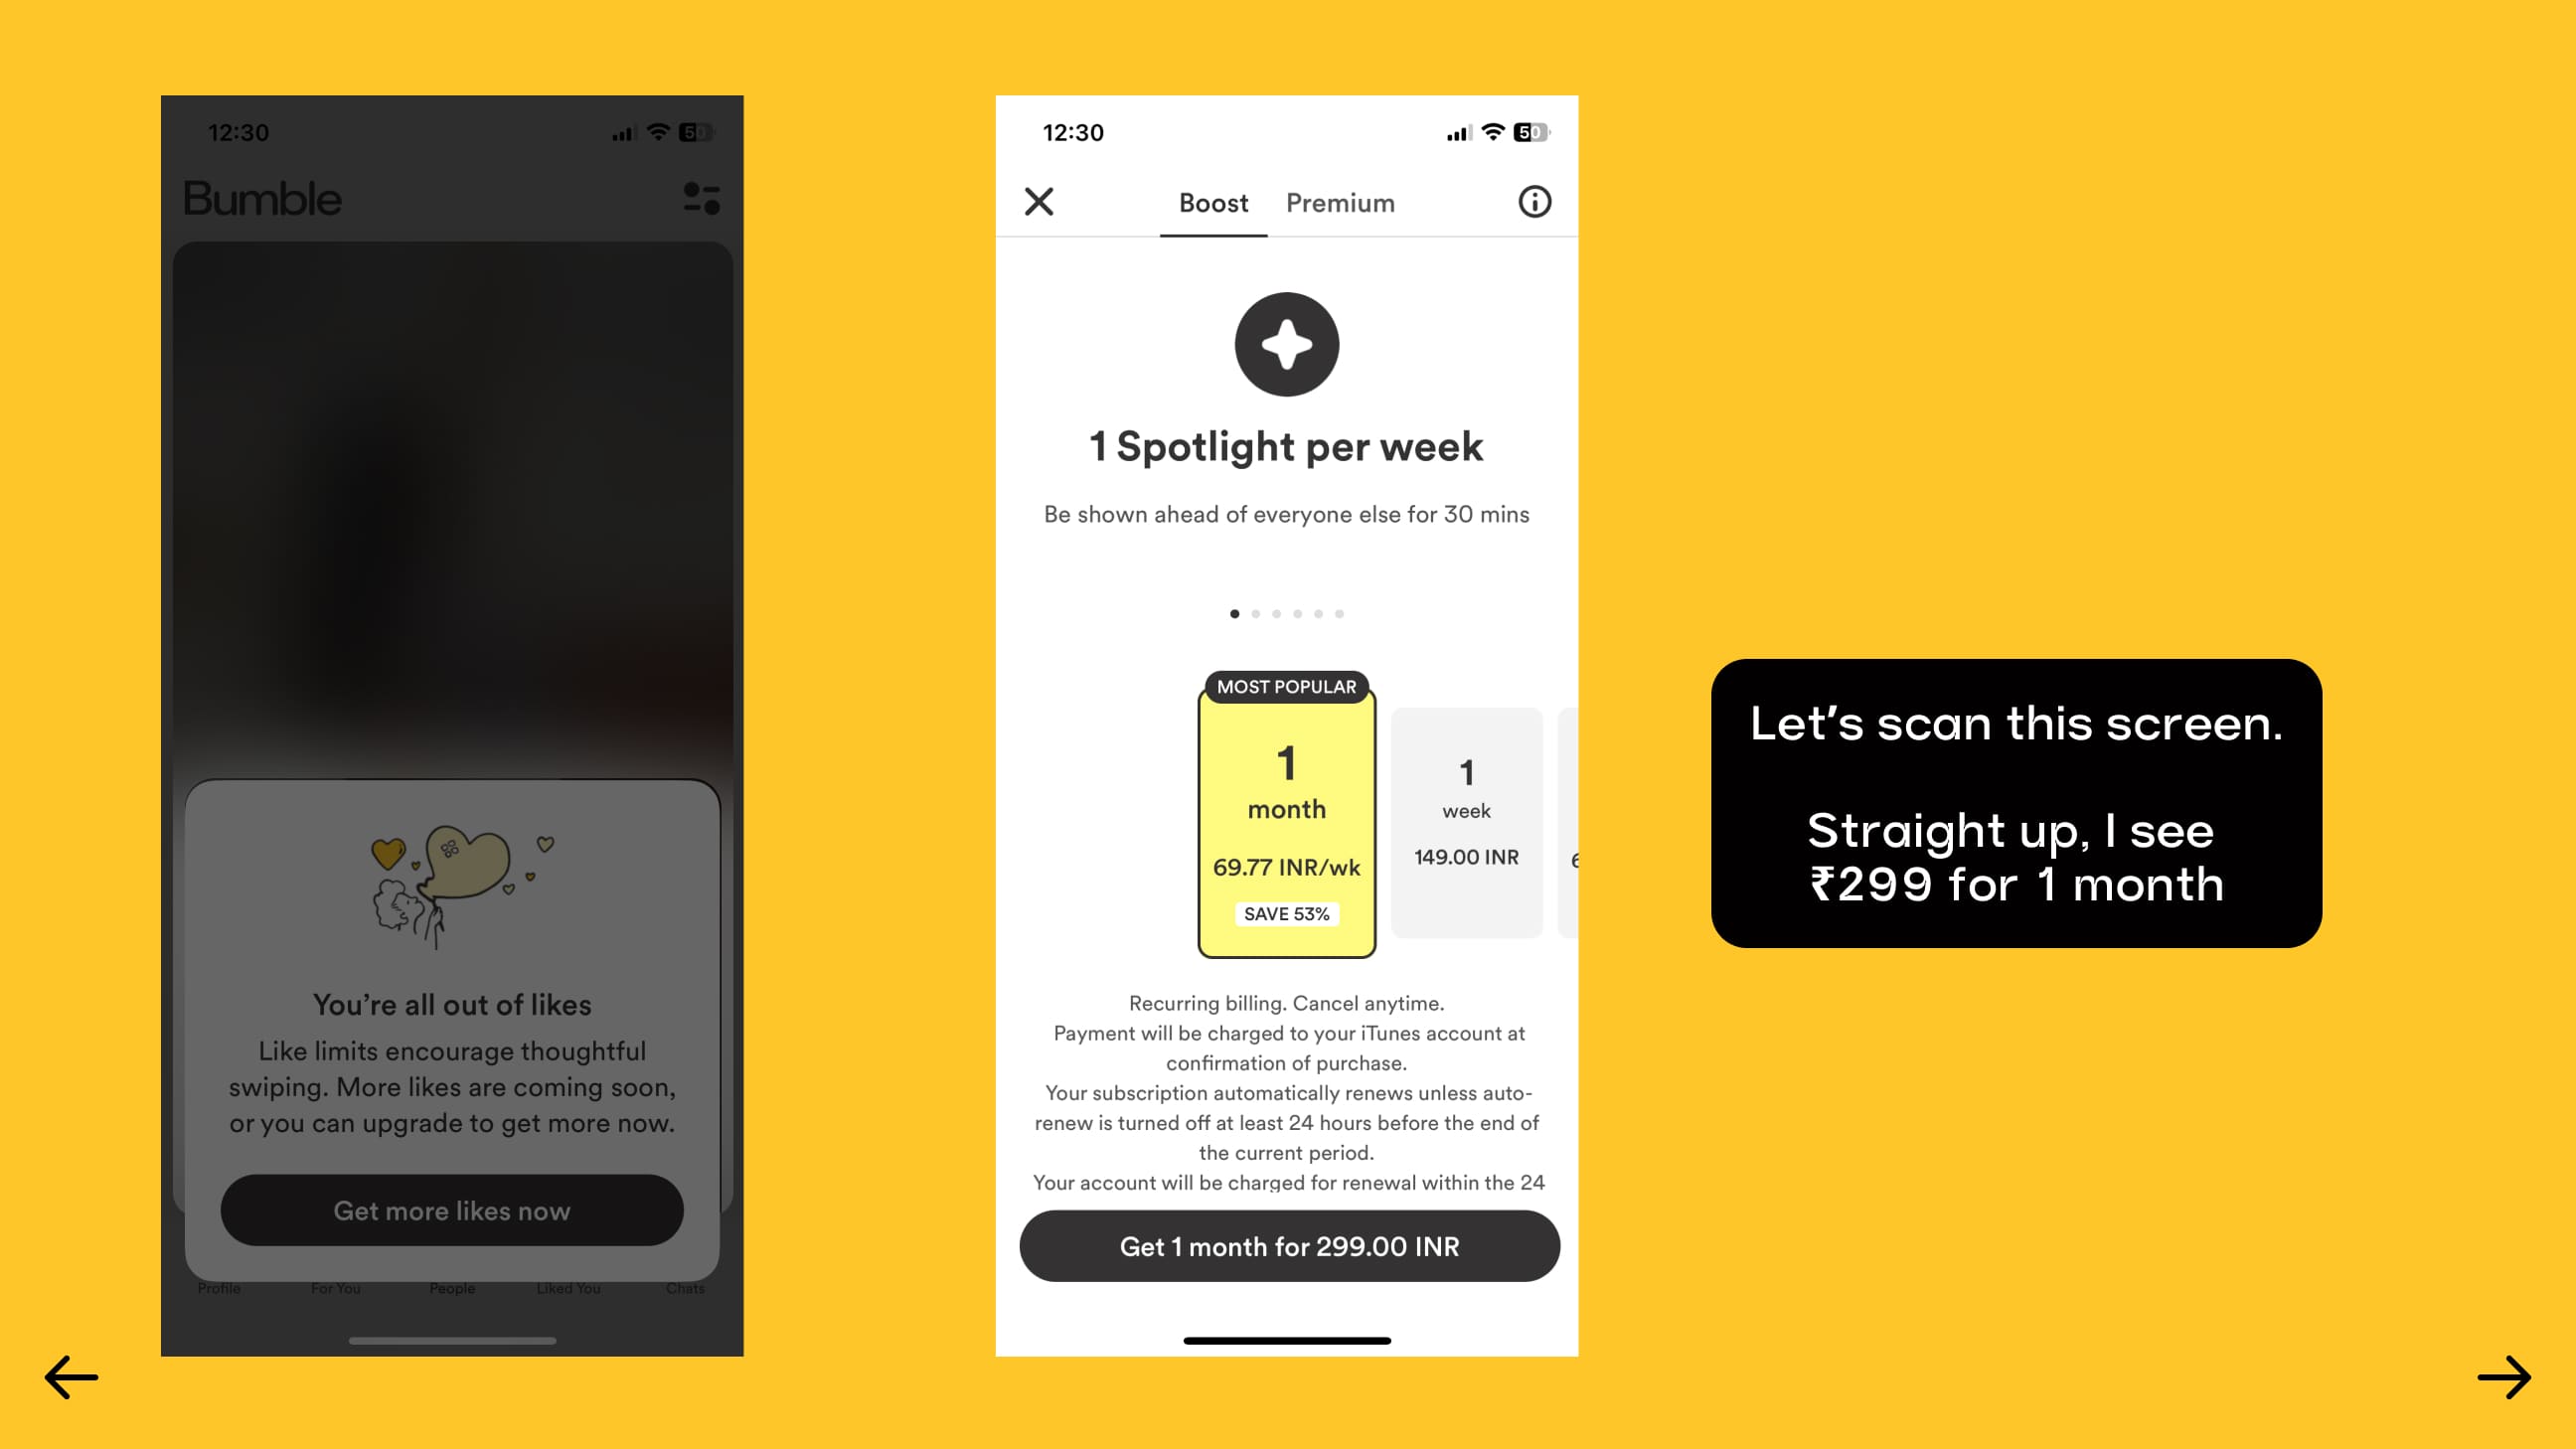 12:30
50
Bumble
You're all out of likes
Like limits encourage thoughtful
swiping. More likes are coming soon,
or you can upgrade to get more now.
Get more likes now
Profile
For You
People
Liked You
Chats
12:30
50
Boost
Premium
1 Spotlight per week
Be shown ahead of everyone else for 30 mins
MOST POPULAR
1
month
69.77 INR/wk
SAVE 53%
1
week
149.00 INR
Recurring billing. Cancel anytime.
Payment will be charged to your iTunes account at
confirmation of purchase.
Your subscription automatically renews unless auto-
renew is turned off at least 24 hours before the end of
the current period.
Your account will be charged for renewal within the 24
Get 1 month for 299.00 INR
Let's scan this screen.
Straight up, I see
₹299 for 1 month